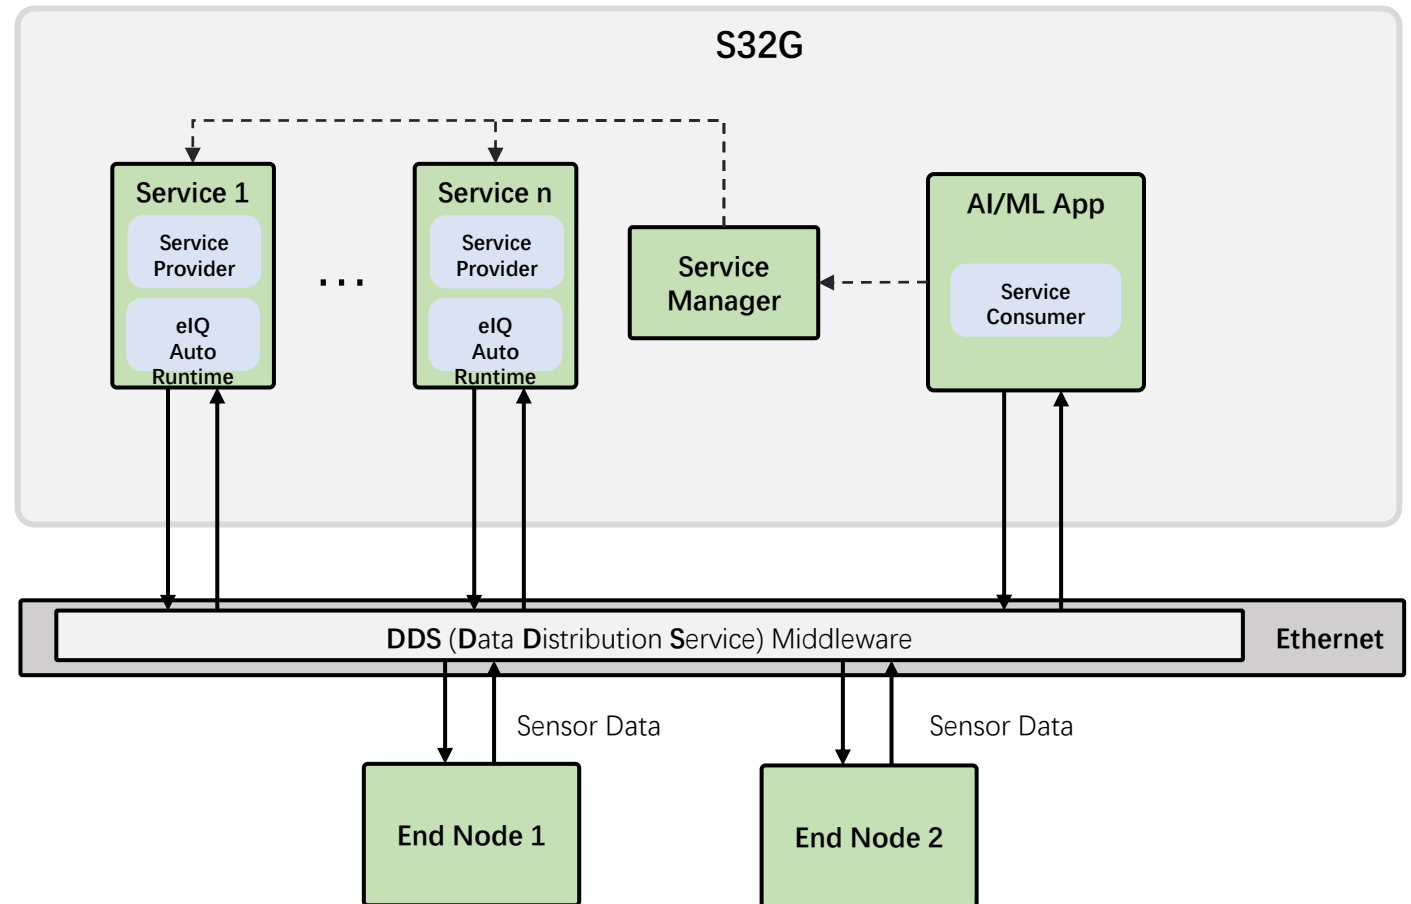 S32G
Service 1
Service
Provider
eIQ
Auto
Runtime
...
Service n
Service
Provider
eIQ
Auto
Runtime
Service
Manager
AI/ML App
Service
Consumer
DDS (Data Distribution Service) Middleware
Ethernet
Sensor Data
Sensor Data
End Node 1
End Node 2